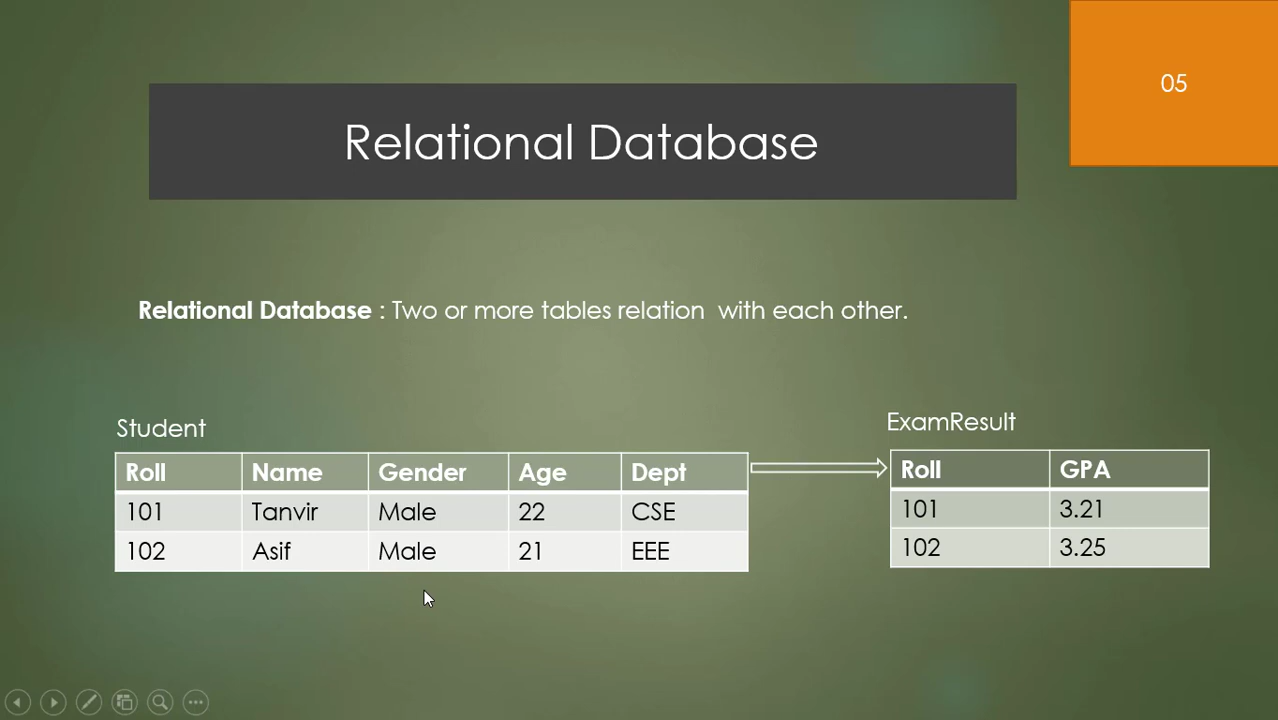 05
Relational Database
Relational Database : Two or more tables relation with each other.
Student
Roll Name Gender Age Dept
101 Tanvir Male 22 CSE
102 Asif Male 21 EEE
ExamResult
Roll GPA
101 3.21
102 3.25